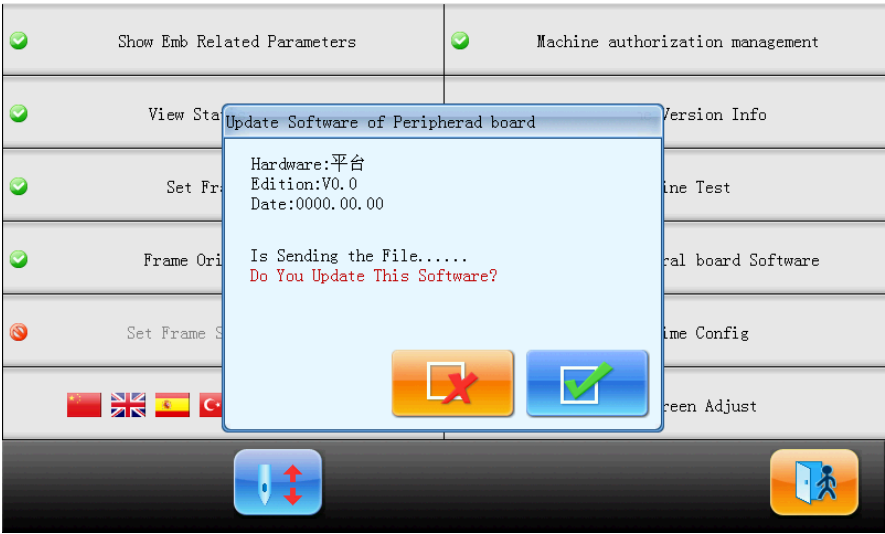 Show Emb Related Parameters
Machine authorization management
View Sta
Version Info
Update Software of Peripherad board
Hardware:平台
Edition:V0.0
Date:0000.00.00
Set Fra
ine Test
Is Sending the File......
Do You Update This Software?
Frame Ori
ral board Software
Set Frame S
ime Config
reen Adjust